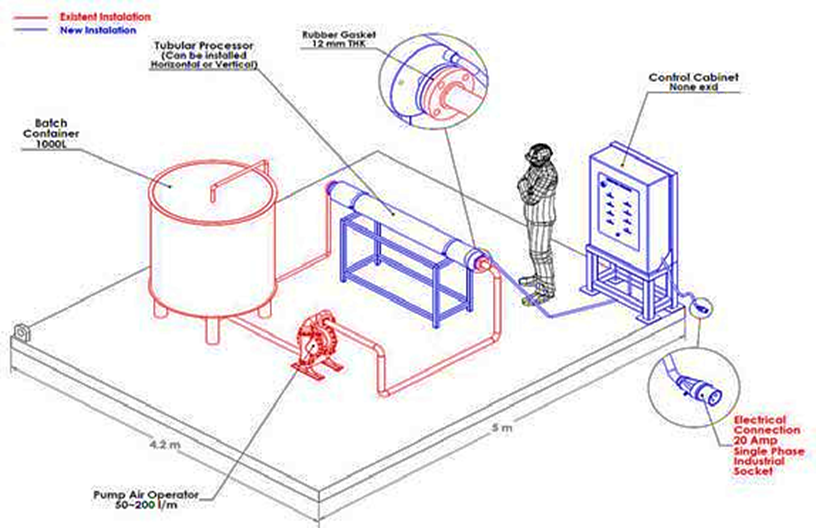 Existent Instalation
New Instalation
Tubular Processor
(Can be installed
Horizontal or Vertical)
Rubber Gasket
12 mm THK
Control Cabinet
None exd
Batch
Container
1000L
4.2 m
5 m
Pump Air Operator
50~200 l/m
Electrical
Connection
20 Amp
Single Phase
Industrial
Socket